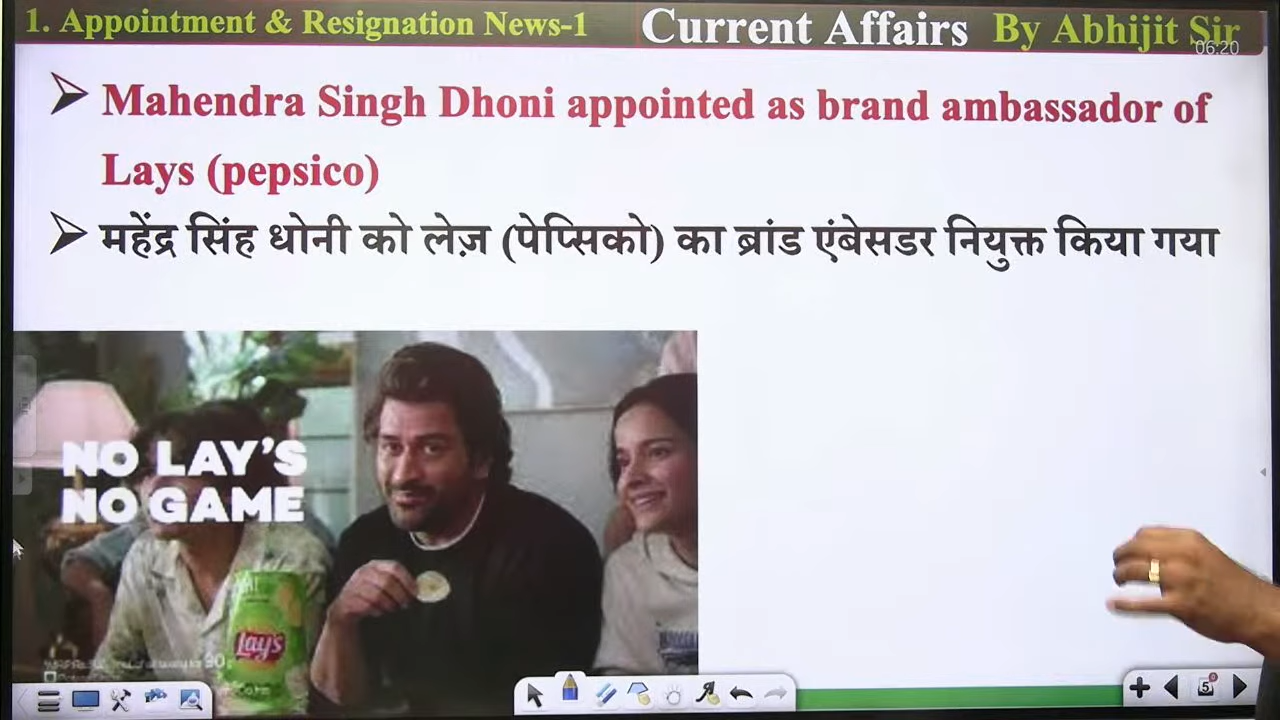 1. Appointment & Resignation News-1
Current Affairs By Abhijit Sir
06:20
Mahendra Singh Dhoni appointed as brand ambassador of
Lays (pepsico)
महेंद्र सिंह धोनी को लेज़ (पेप्सिको) का ब्रांड एंबेसडर नियुक्त किया गया
NO LAY'S
NO GAME
Lay's
5